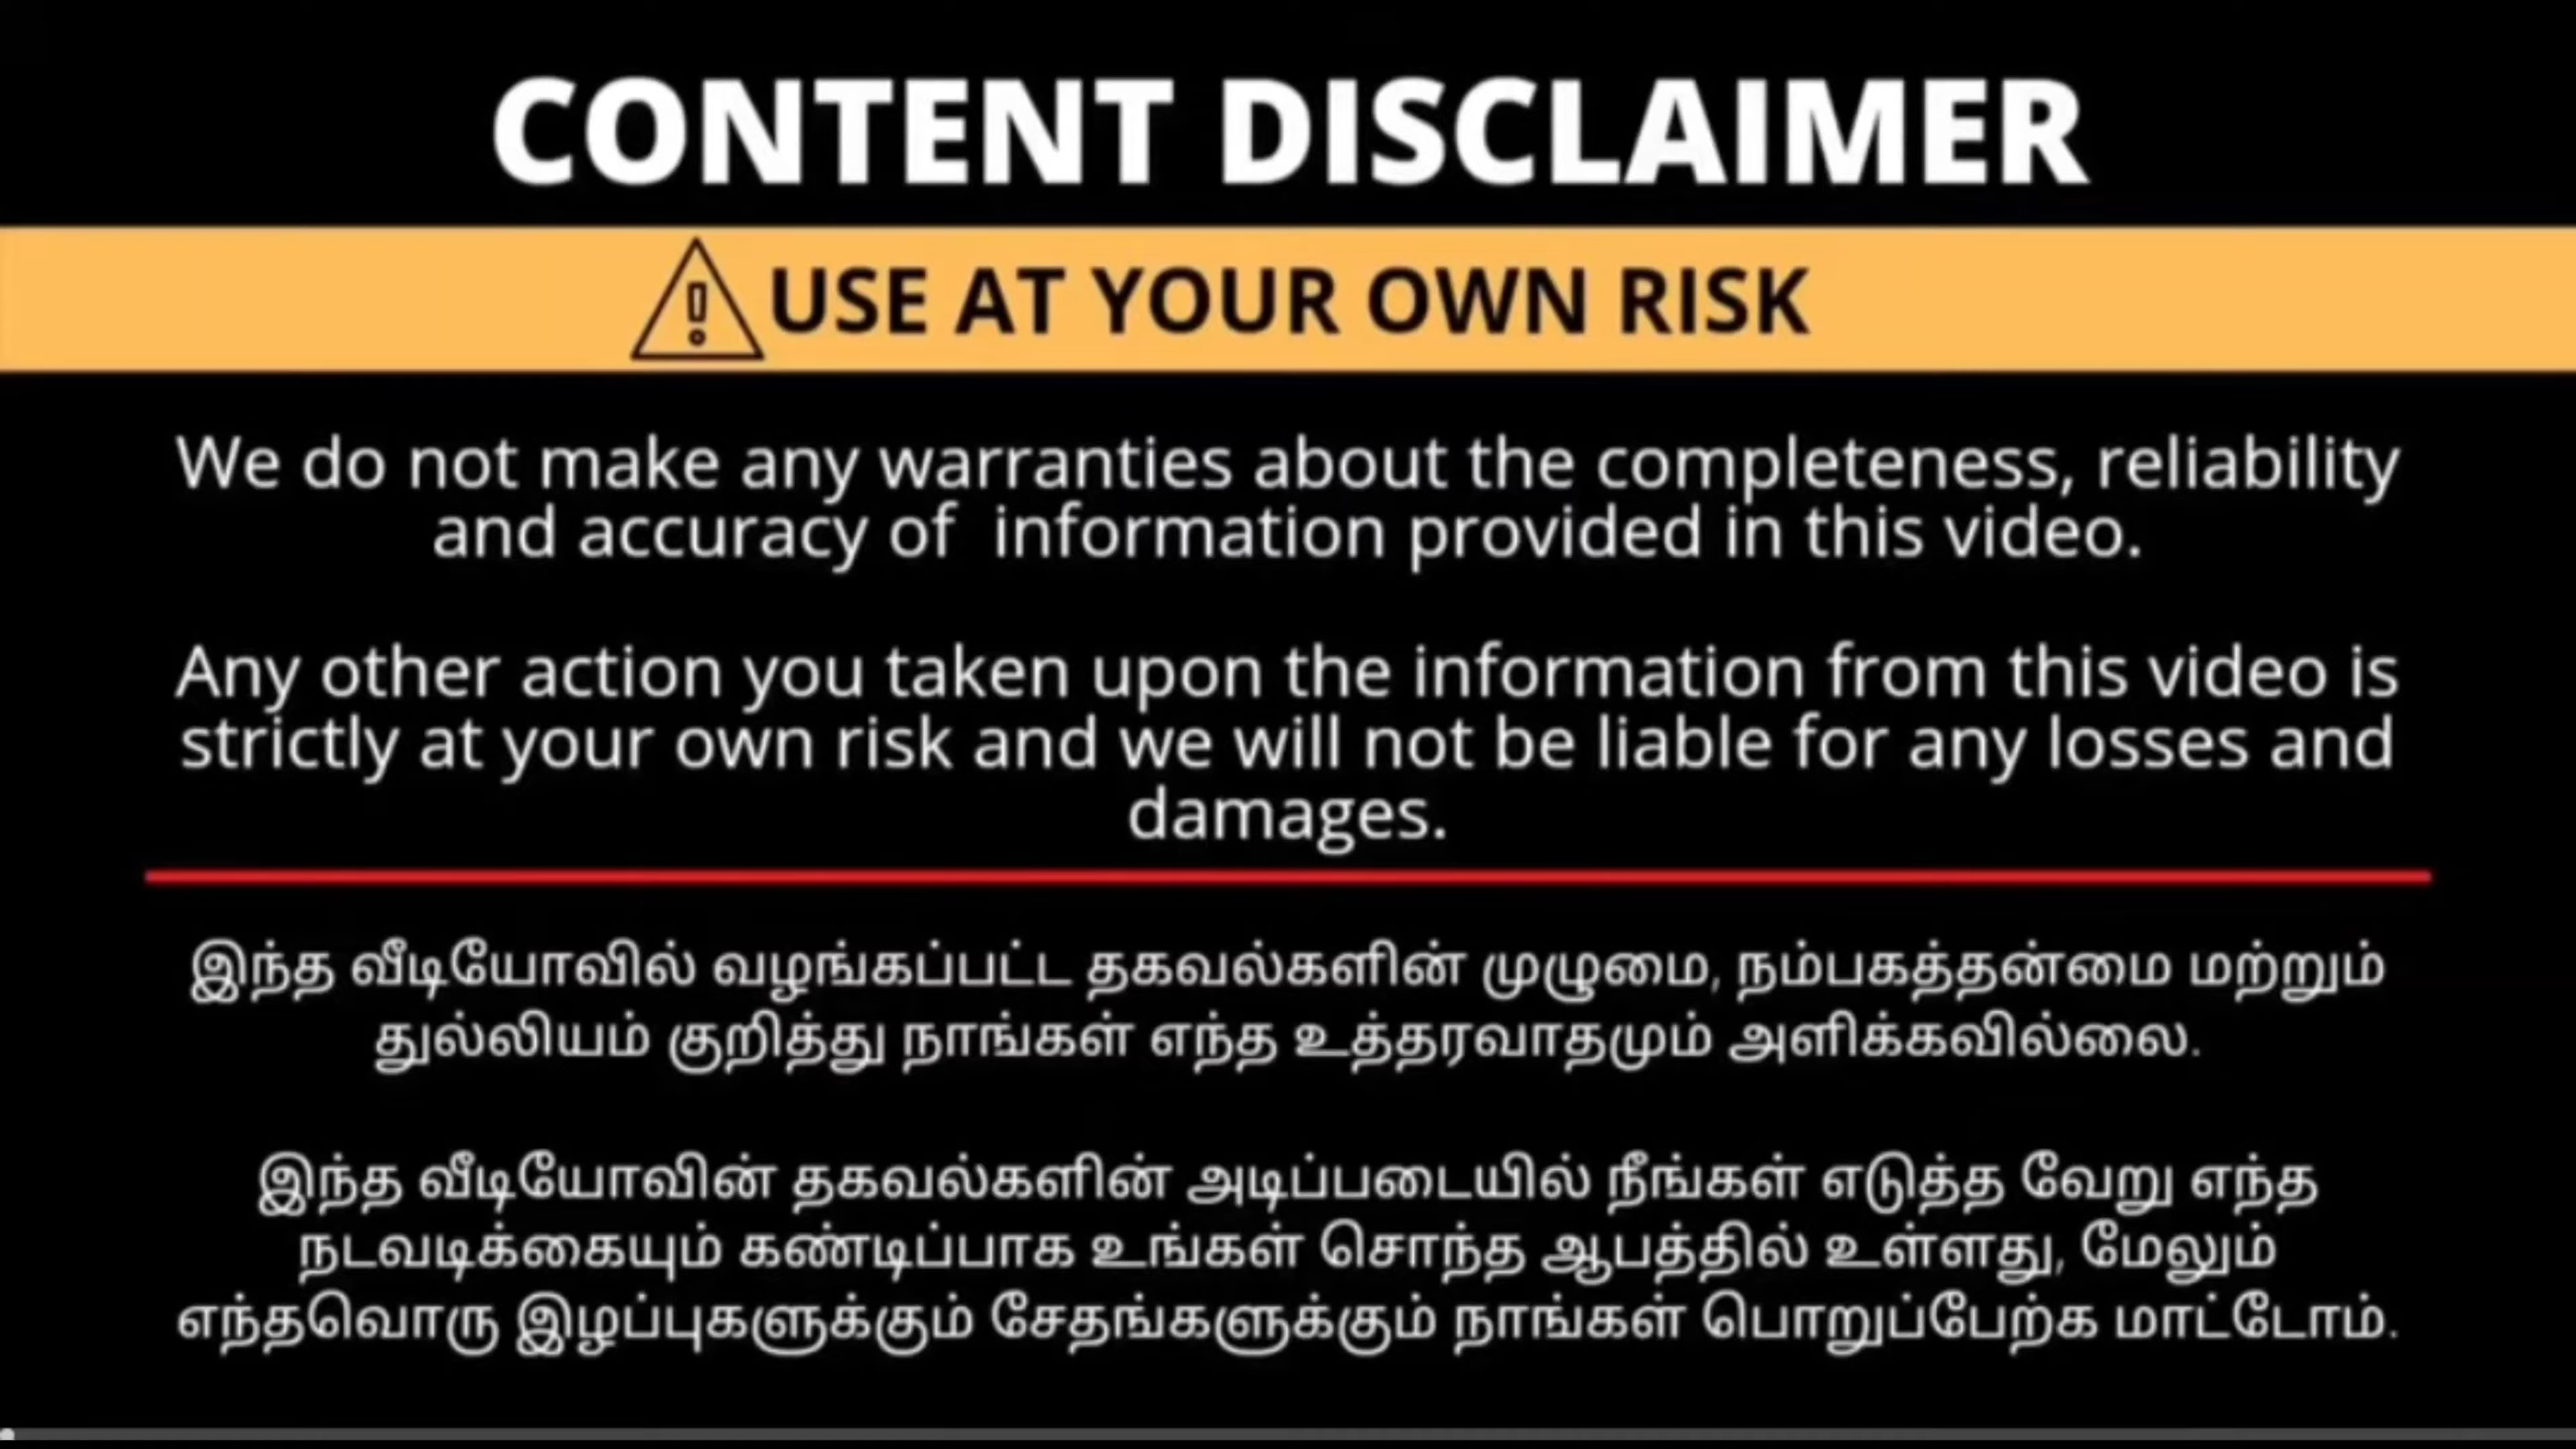 CONTENT DISCLAIMER
USE AT YOUR OWN RISK
We do not make any warranties about the completeness, reliability
and accuracy of  information provided in this video.
Any other action you taken upon the information from this video is
strictly at your own risk and we will not be liable for any losses and
damages.
இந்த வீடியோவில் வழங்கப்பட்ட தகவல்களின் முழுமை, நம்பகத்தன்மை மற்றும்
துல்லியம் குறித்து நாங்கள் எந்த உத்தரவாதமும் அளிக்கவில்லை.
இந்த வீடியோவின் தகவல்களின் அடிப்படையில் நீங்கள் எடுத்த வேறு எந்த
நடவடிக்கையும் கண்டிப்பாக உங்கள் சொந்த ஆபத்தில் உள்ளது, மேலும்
எந்தவொரு இழப்புகளுக்கும் சேதங்களுக்கும் நாங்கள் பொறுப்பேற்க மாட்டோம்.